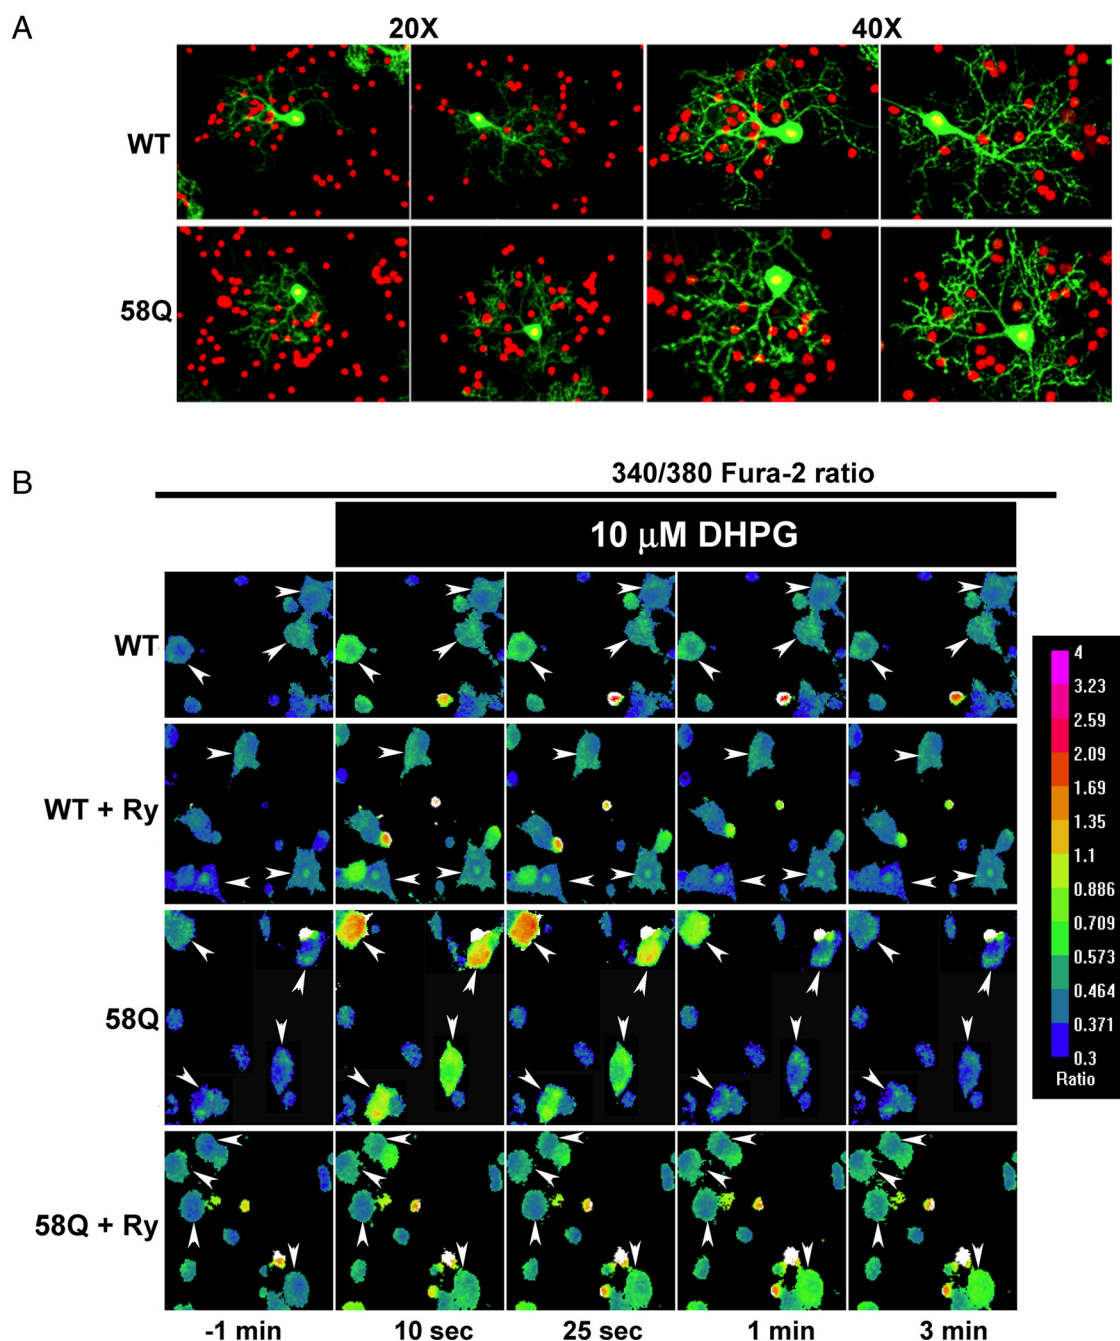 A
20X
40X
WT
58Q
B
340/380 Fura-2 ratio
10 μM DHPG
WT
WT + Ry
58Q
58Q + Ry
4
3.23
2.59
2.09
1.69
1.35
1.1
0.886
0.709
0.573
0.464
0.371
0.3
Ratio
-1 min
10 sec
25 sec
1 min
3 min